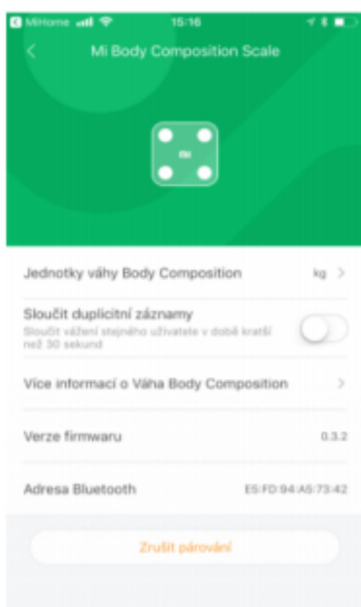 MiHome 15:16
Mi Body Composition Scale
mi
Jednotky váhy Body Composition kg
Sloučit duplicitní záznamy
Sloučit vážení stejného uživatele v době kratší
než 30 sekund
Více informací o Váha Body Composition
Verze firmwaru 0.3.2
Adresa Bluetooth E5:FD:94:A5:73:42
Zrušit párování